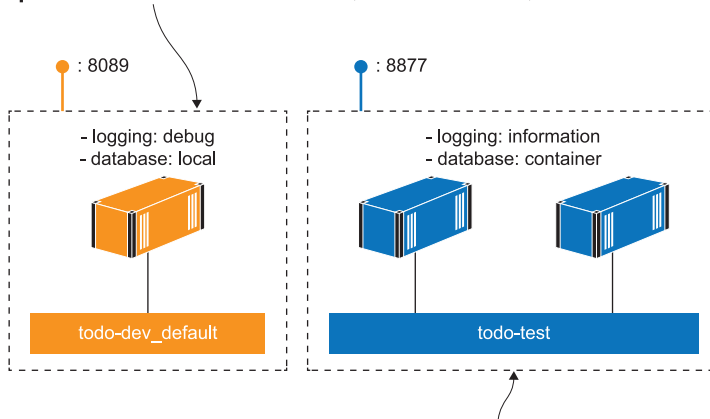 : 8089
: 8877
- logging: debug
- database: local
- logging: information
- database: container
todo-dev_default
todo-test